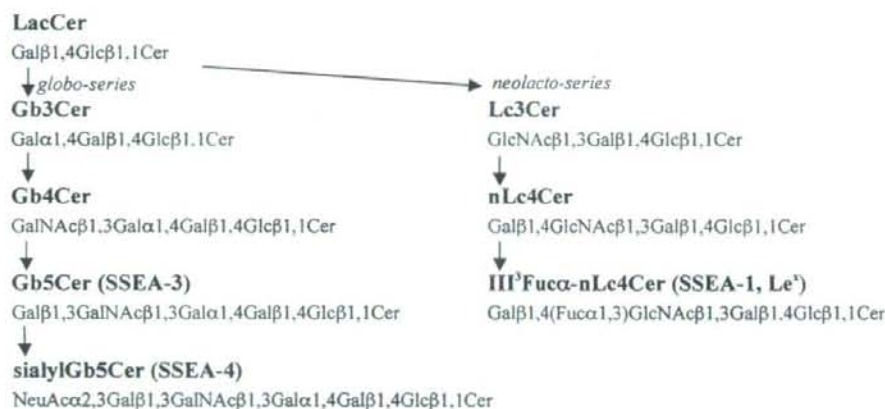 LacCer
Galβ1,4Glcβ1,1Cer
globo-series
neolacto-series
Gb3Cer
Galα1,4Galβ1,4Glcβ1.1Cer
Lc3Cer
GlcNAcβ1,3Galβ1.4Glcβ1,1Cer
Gb4Cer
GalNAcβ1,3Galα1,4Galβ1.4Glcβ1,1Cer
nLc4Cer
Galβ1,4GlcNAcβ1,3Galβ1,4Glcβ1,1Cer
Gb5Cer (SSEA-3)
Galβ1,3GalNAcβ1,3Galα1,4Galβ1,4Glcβ1,1Cer
III³Fucα-nLc4Cer (SSEA-1, Leˣ)
Galβ1,4(Fucα1,3)GlcNAcβ1,3Galβ1.4Glcβ1,1Cer
sialylGb5Cer (SSEA-4)
NeuAcα2,3Galβ1,3GalNAcβ1,3Galα1,4Galβ1,4Glcβ1,1Cer